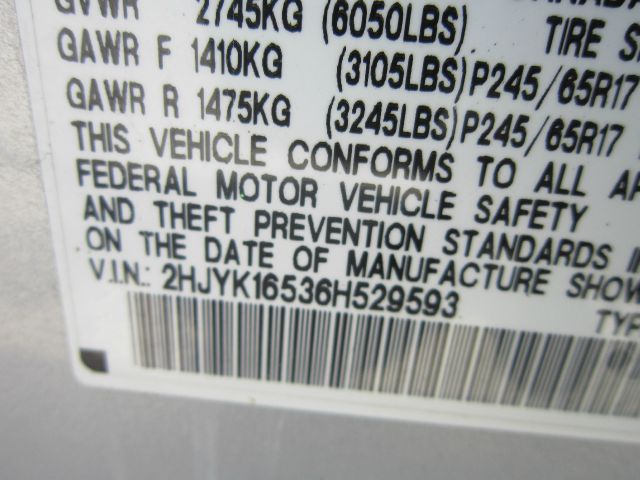 GVWR 2745KG (6050LBS) TIRE
GAWR F 1410KG (3105LBS) P245/65R17
GAWR R 1475KG (3245LBS) P245/65R17
THIS VEHICLE CONFORMS TO ALL
FEDERAL MOTOR VEHICLE SAFETY
AND THEFT PREVENTION STANDARDS
ON THE DATE OF MANUFACTURE
V.I.N.: 2HJYK16536H529593